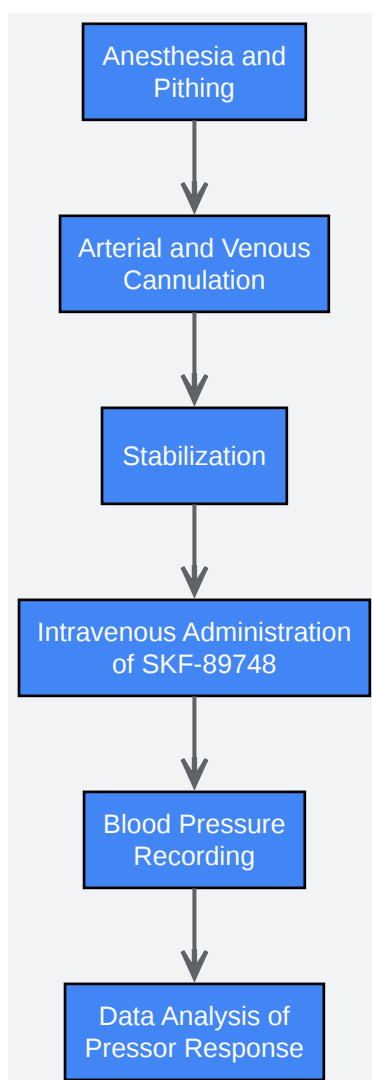 Anesthesia and
Pithing
Arterial and Venous
Cannulation
Stabilization
Intravenous Administration
of SKF-89748
Blood Pressure
Recording
Data Analysis of
Pressor Response